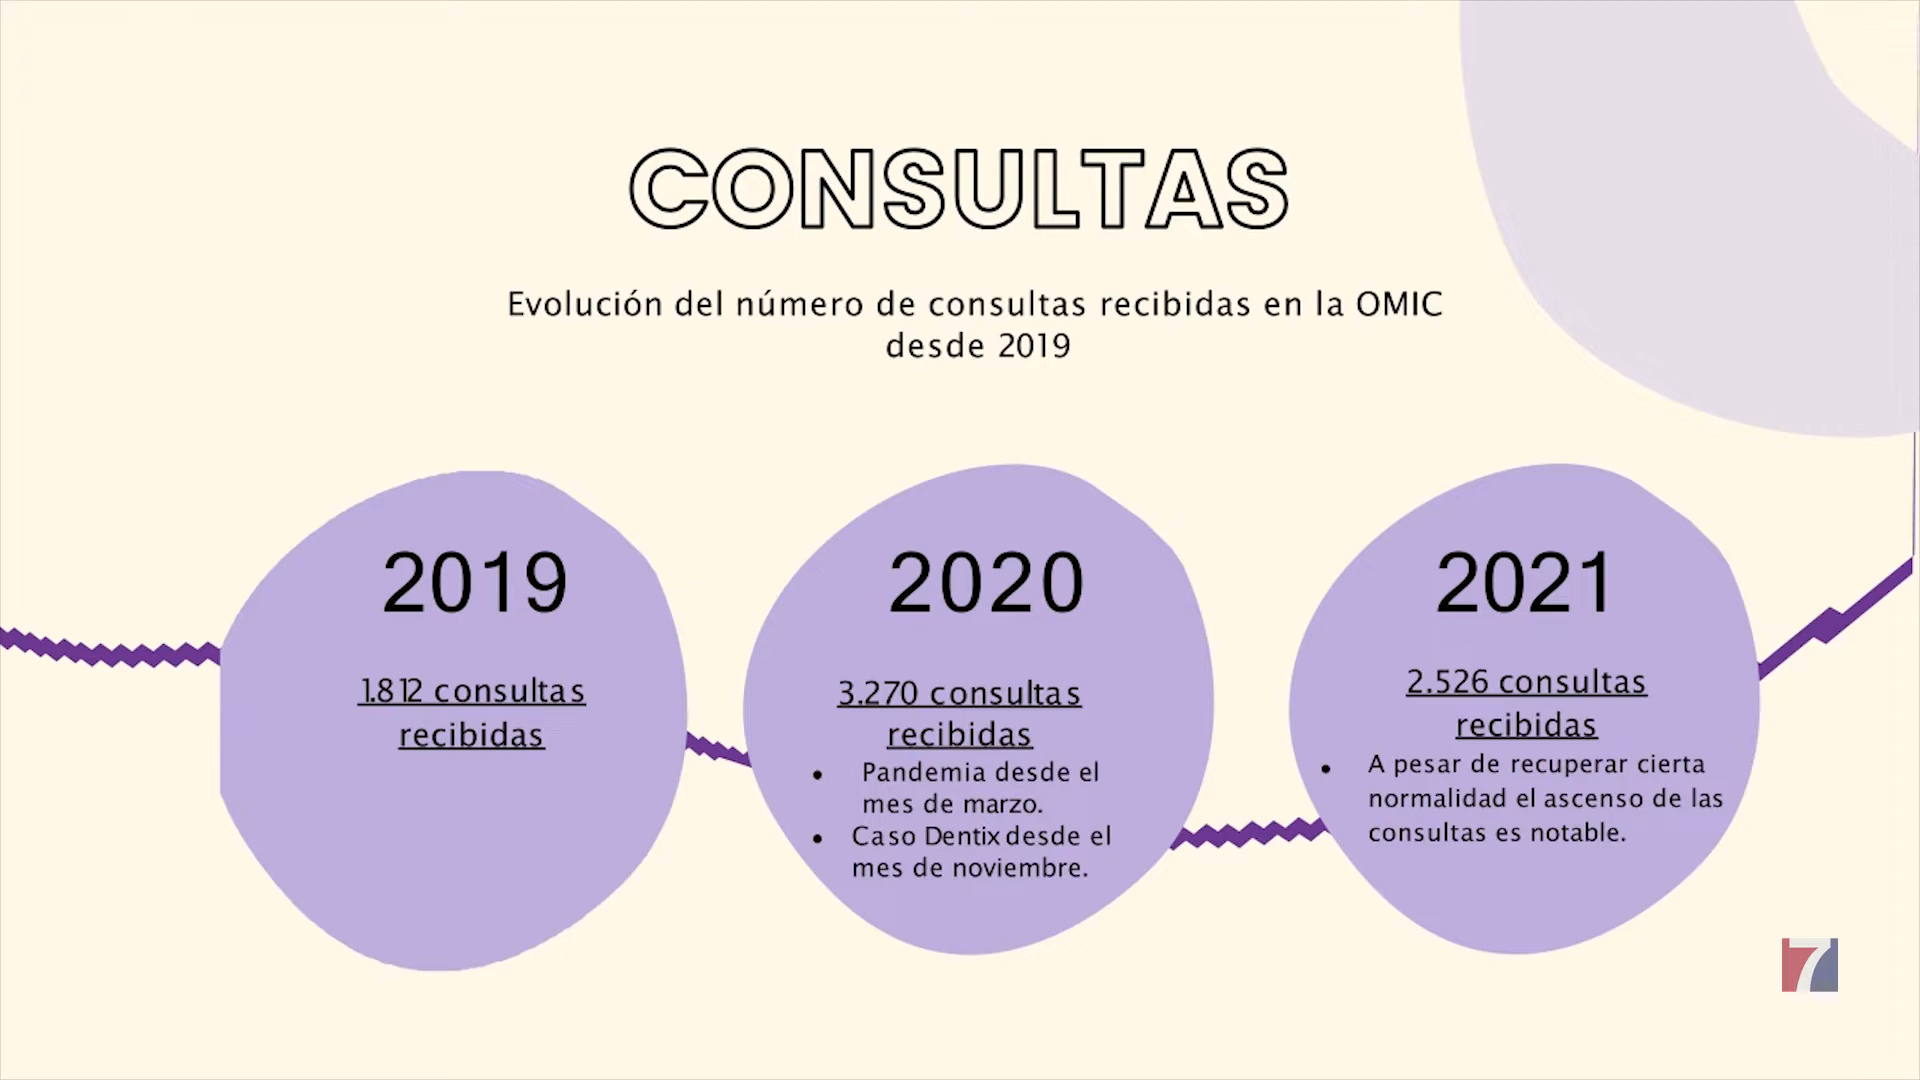 CONSULTAS
Evolución del número de consultas recibidas en la OMIC
desde 2019
2019
1.812 consultas
recibidas
2020
3.270 consultas
recibidas
• Pandemia desde el
mes de marzo.
• Caso Dentix desde el
mes de noviembre.
2021
2.526 consultas
recibidas
• A pesar de recuperar cierta
normalidad el ascenso de las
consultas es notable.
7